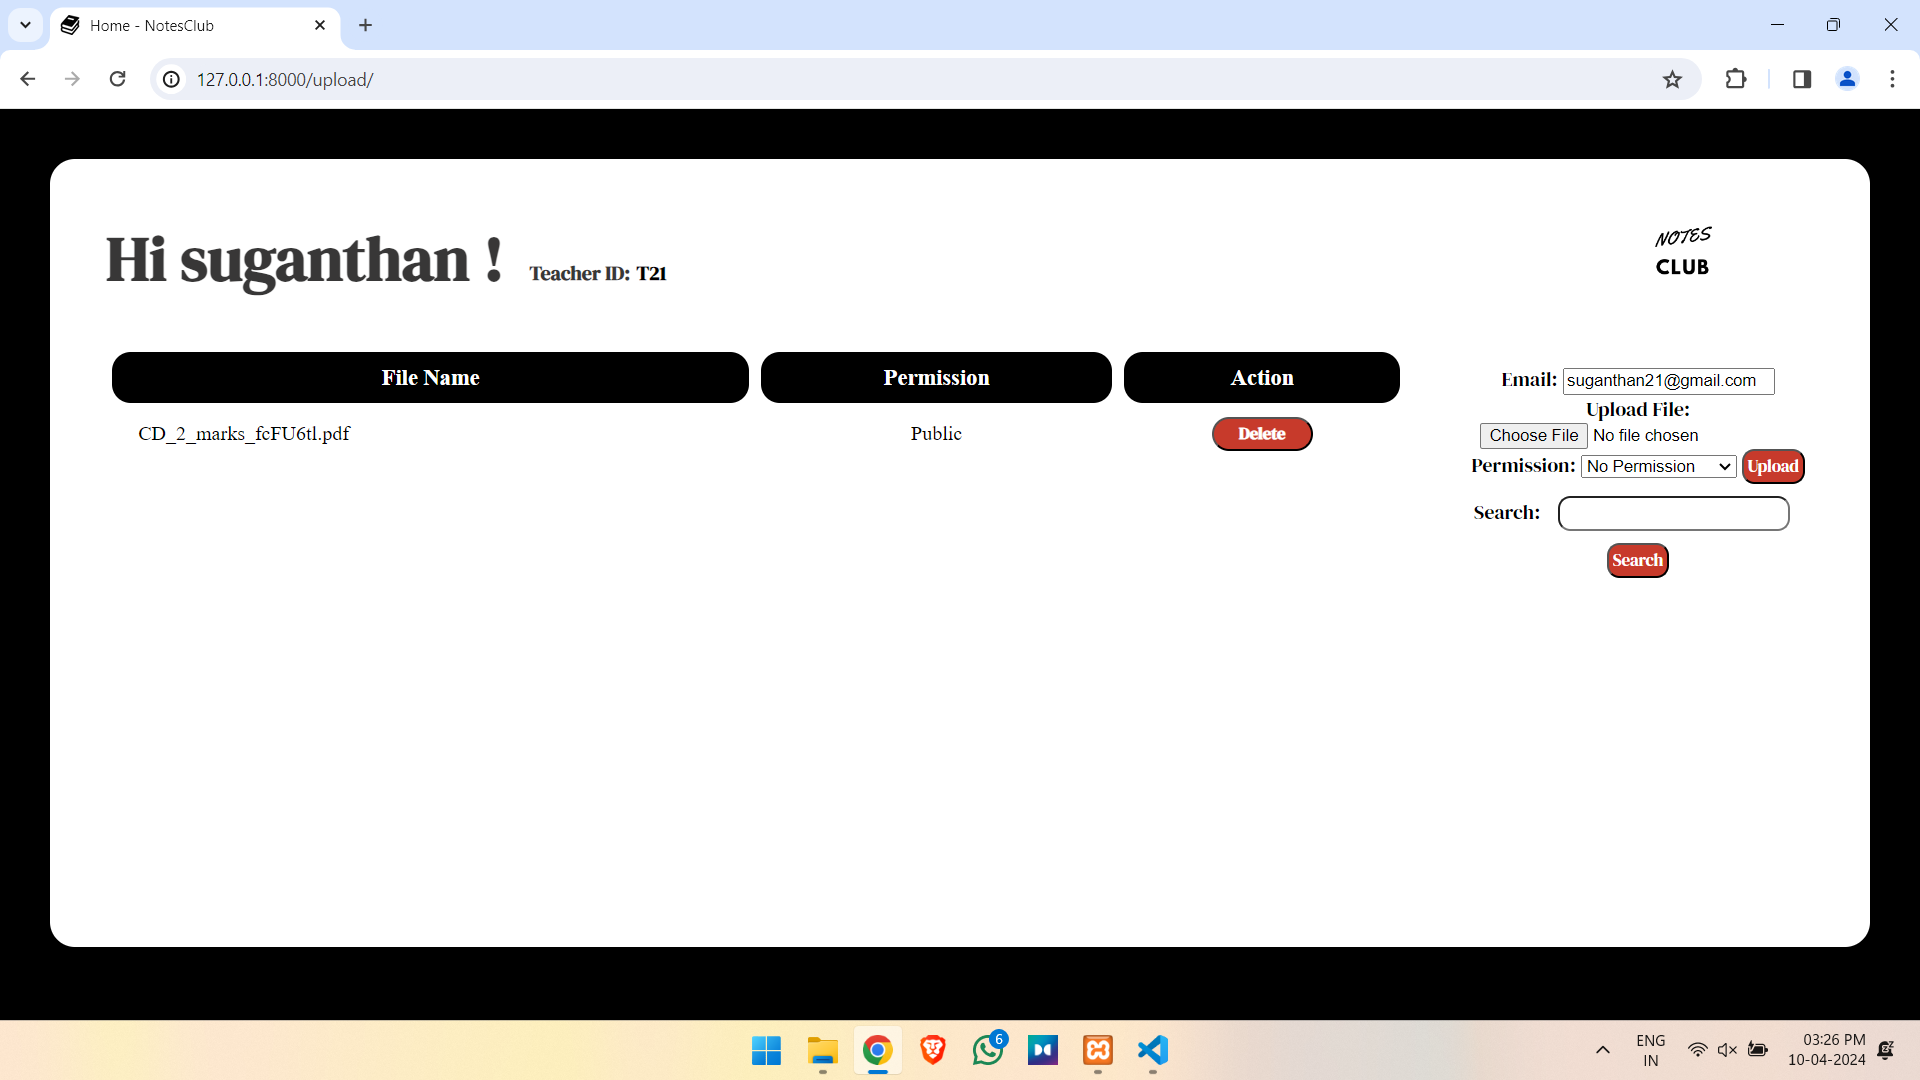 Home - NotesClub
127.0.0.1:8000/upload/
Hi suganthan ! Teacher ID: T21
NOTES
CLUB
File Name Permission Action
CD_2_marks_fcFU6tl.pdf Public Delete
Email: suganthan21@gmail.com
Upload File:
Choose File No file chosen
Permission: No Permission Upload
Search:
Search
6
ENG
IN
03:26 PM
10-04-2024